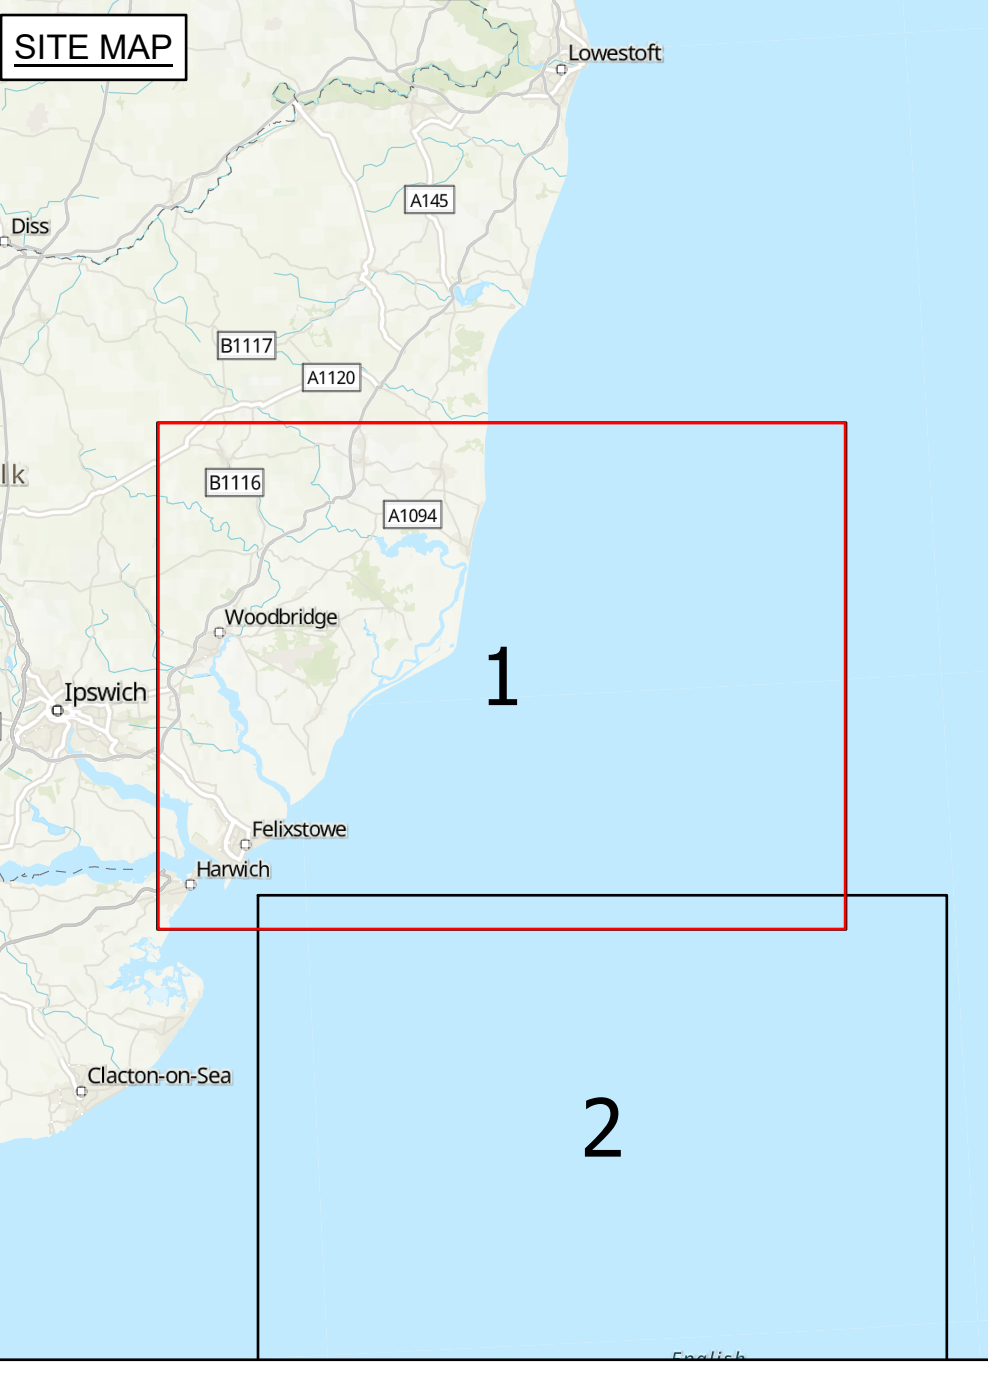 SITE MAP
Lowestoft
A145
Diss
B1117
A1120
lk
B1116
A1094
Woodbridge
1
Ipswich
Felixstowe
Harwich
Clacton-on-Sea
2
English